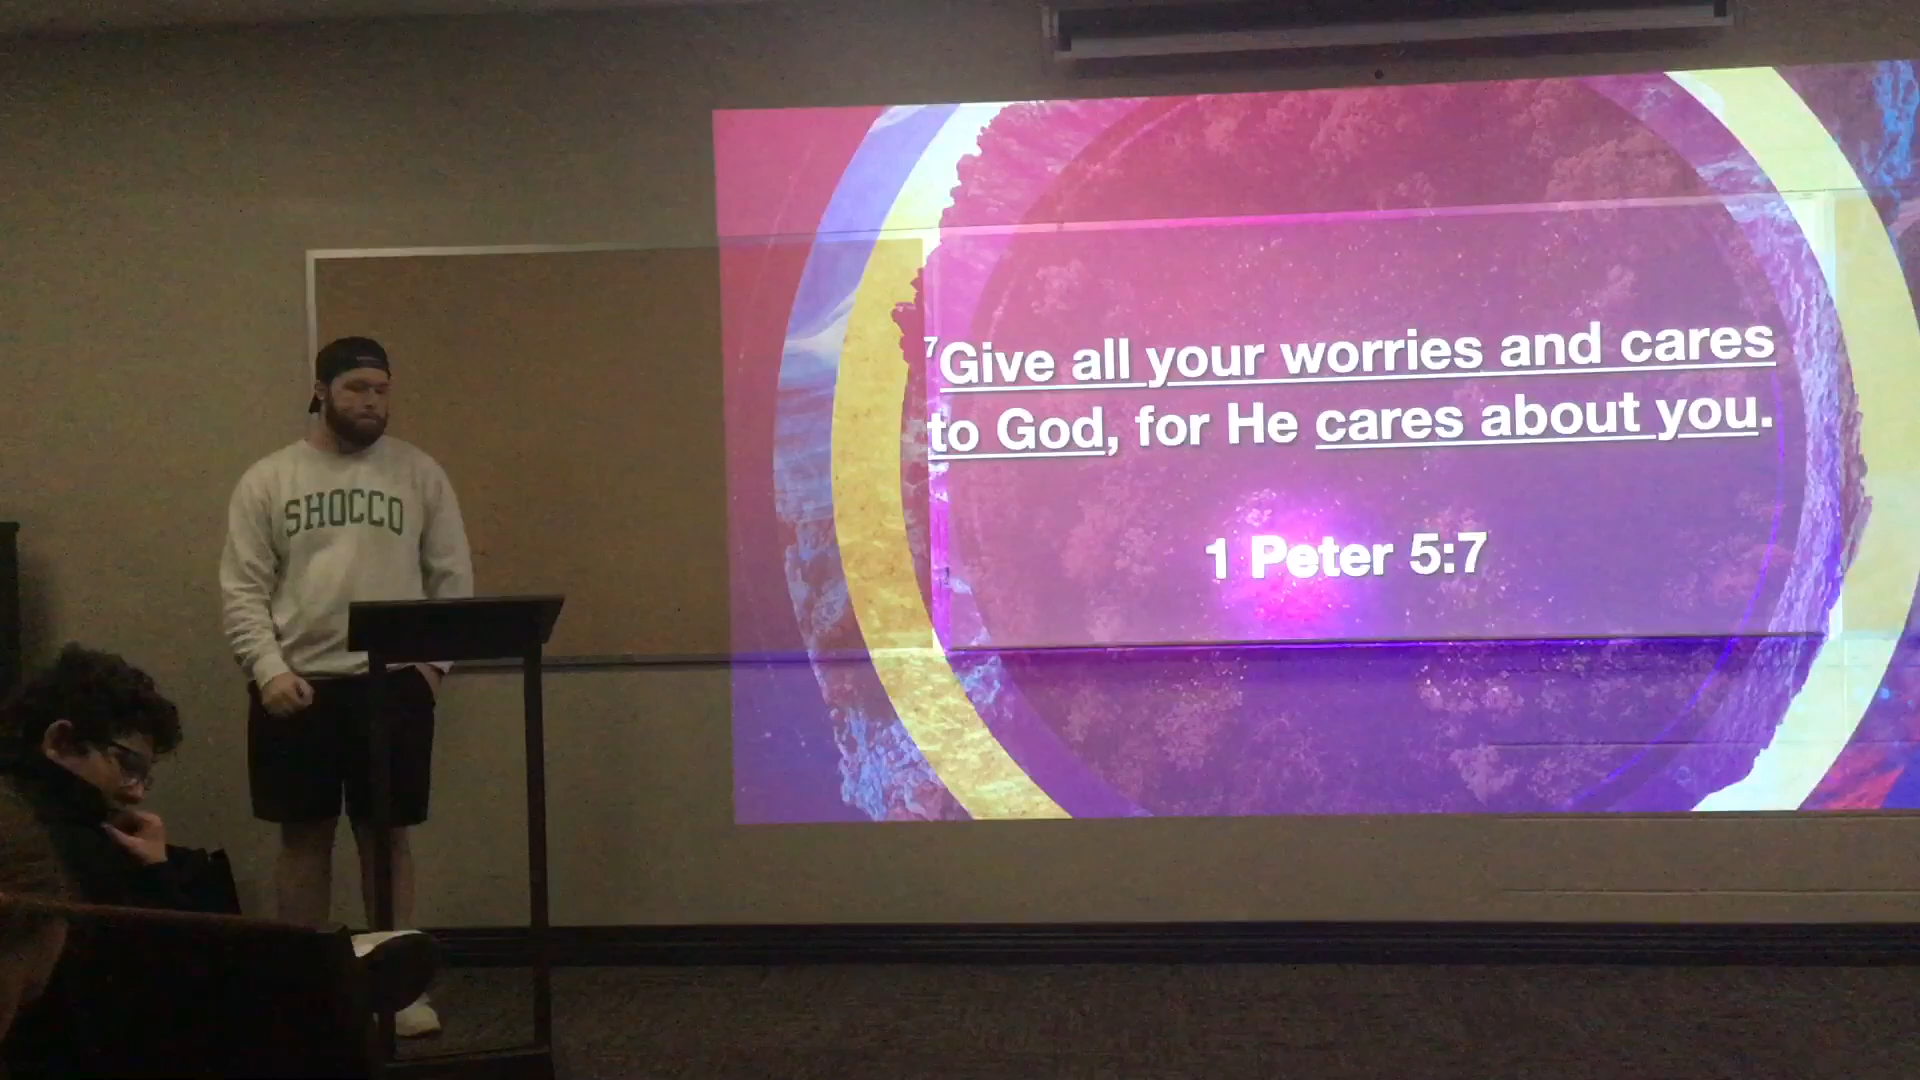 SHOCCO
⁷Give all your worries and cares
to God, for He cares about you.
1 Peter 5:7